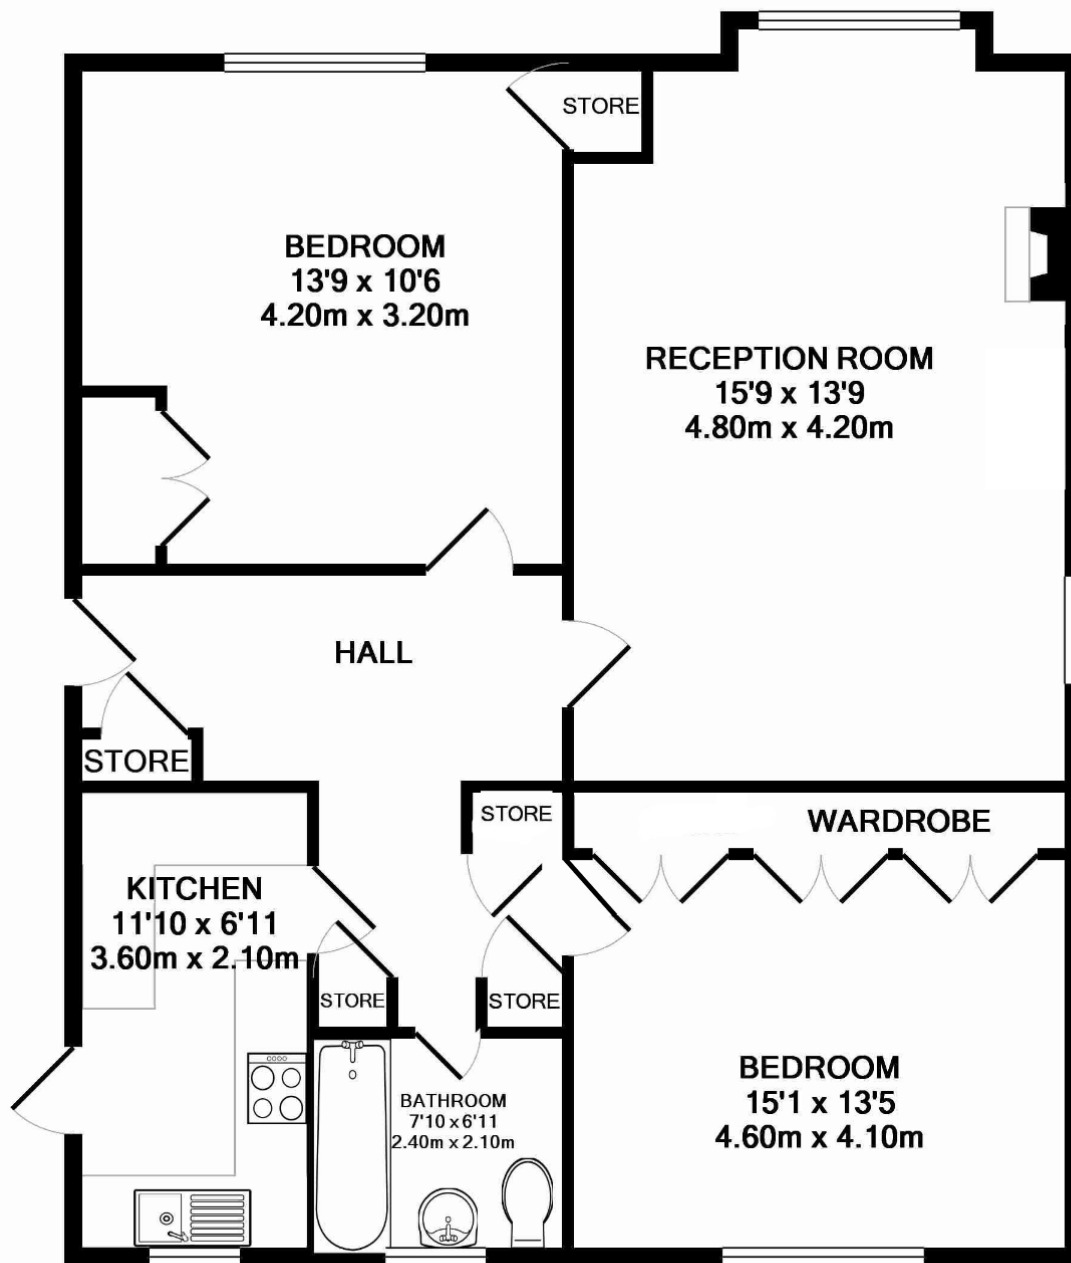 STORE
BEDROOM
13'9 x 10'6
4.20m x 3.20m
RECEPTION ROOM
15'9 x 13'9
4.80m x 4.20m
HALL
STORE
STORE
WARDROBE
KITCHEN
11'10 x 6'11
3.60m x 2.10m
STORE
STORE
BEDROOM
15'1 x 13'5
4.60m x 4.10m
BATHROOM
7'10 x 6'11
2.40m x 2.10m